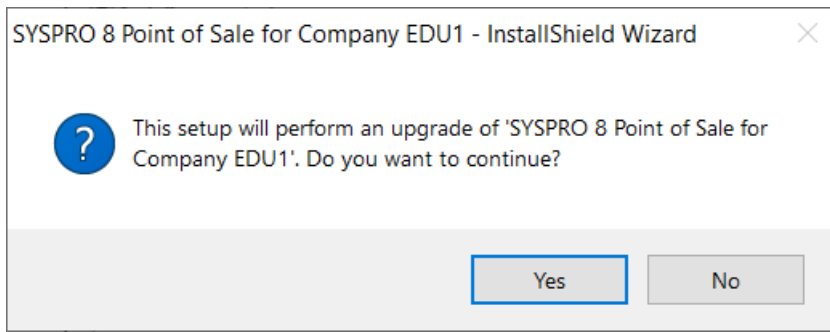 SYSPRO 8 Point of Sale for Company EDU1 - InstallShield Wizard
?
This setup will perform an upgrade of 'SYSPRO 8 Point of Sale for
Company EDU1'. Do you want to continue?
Yes
No